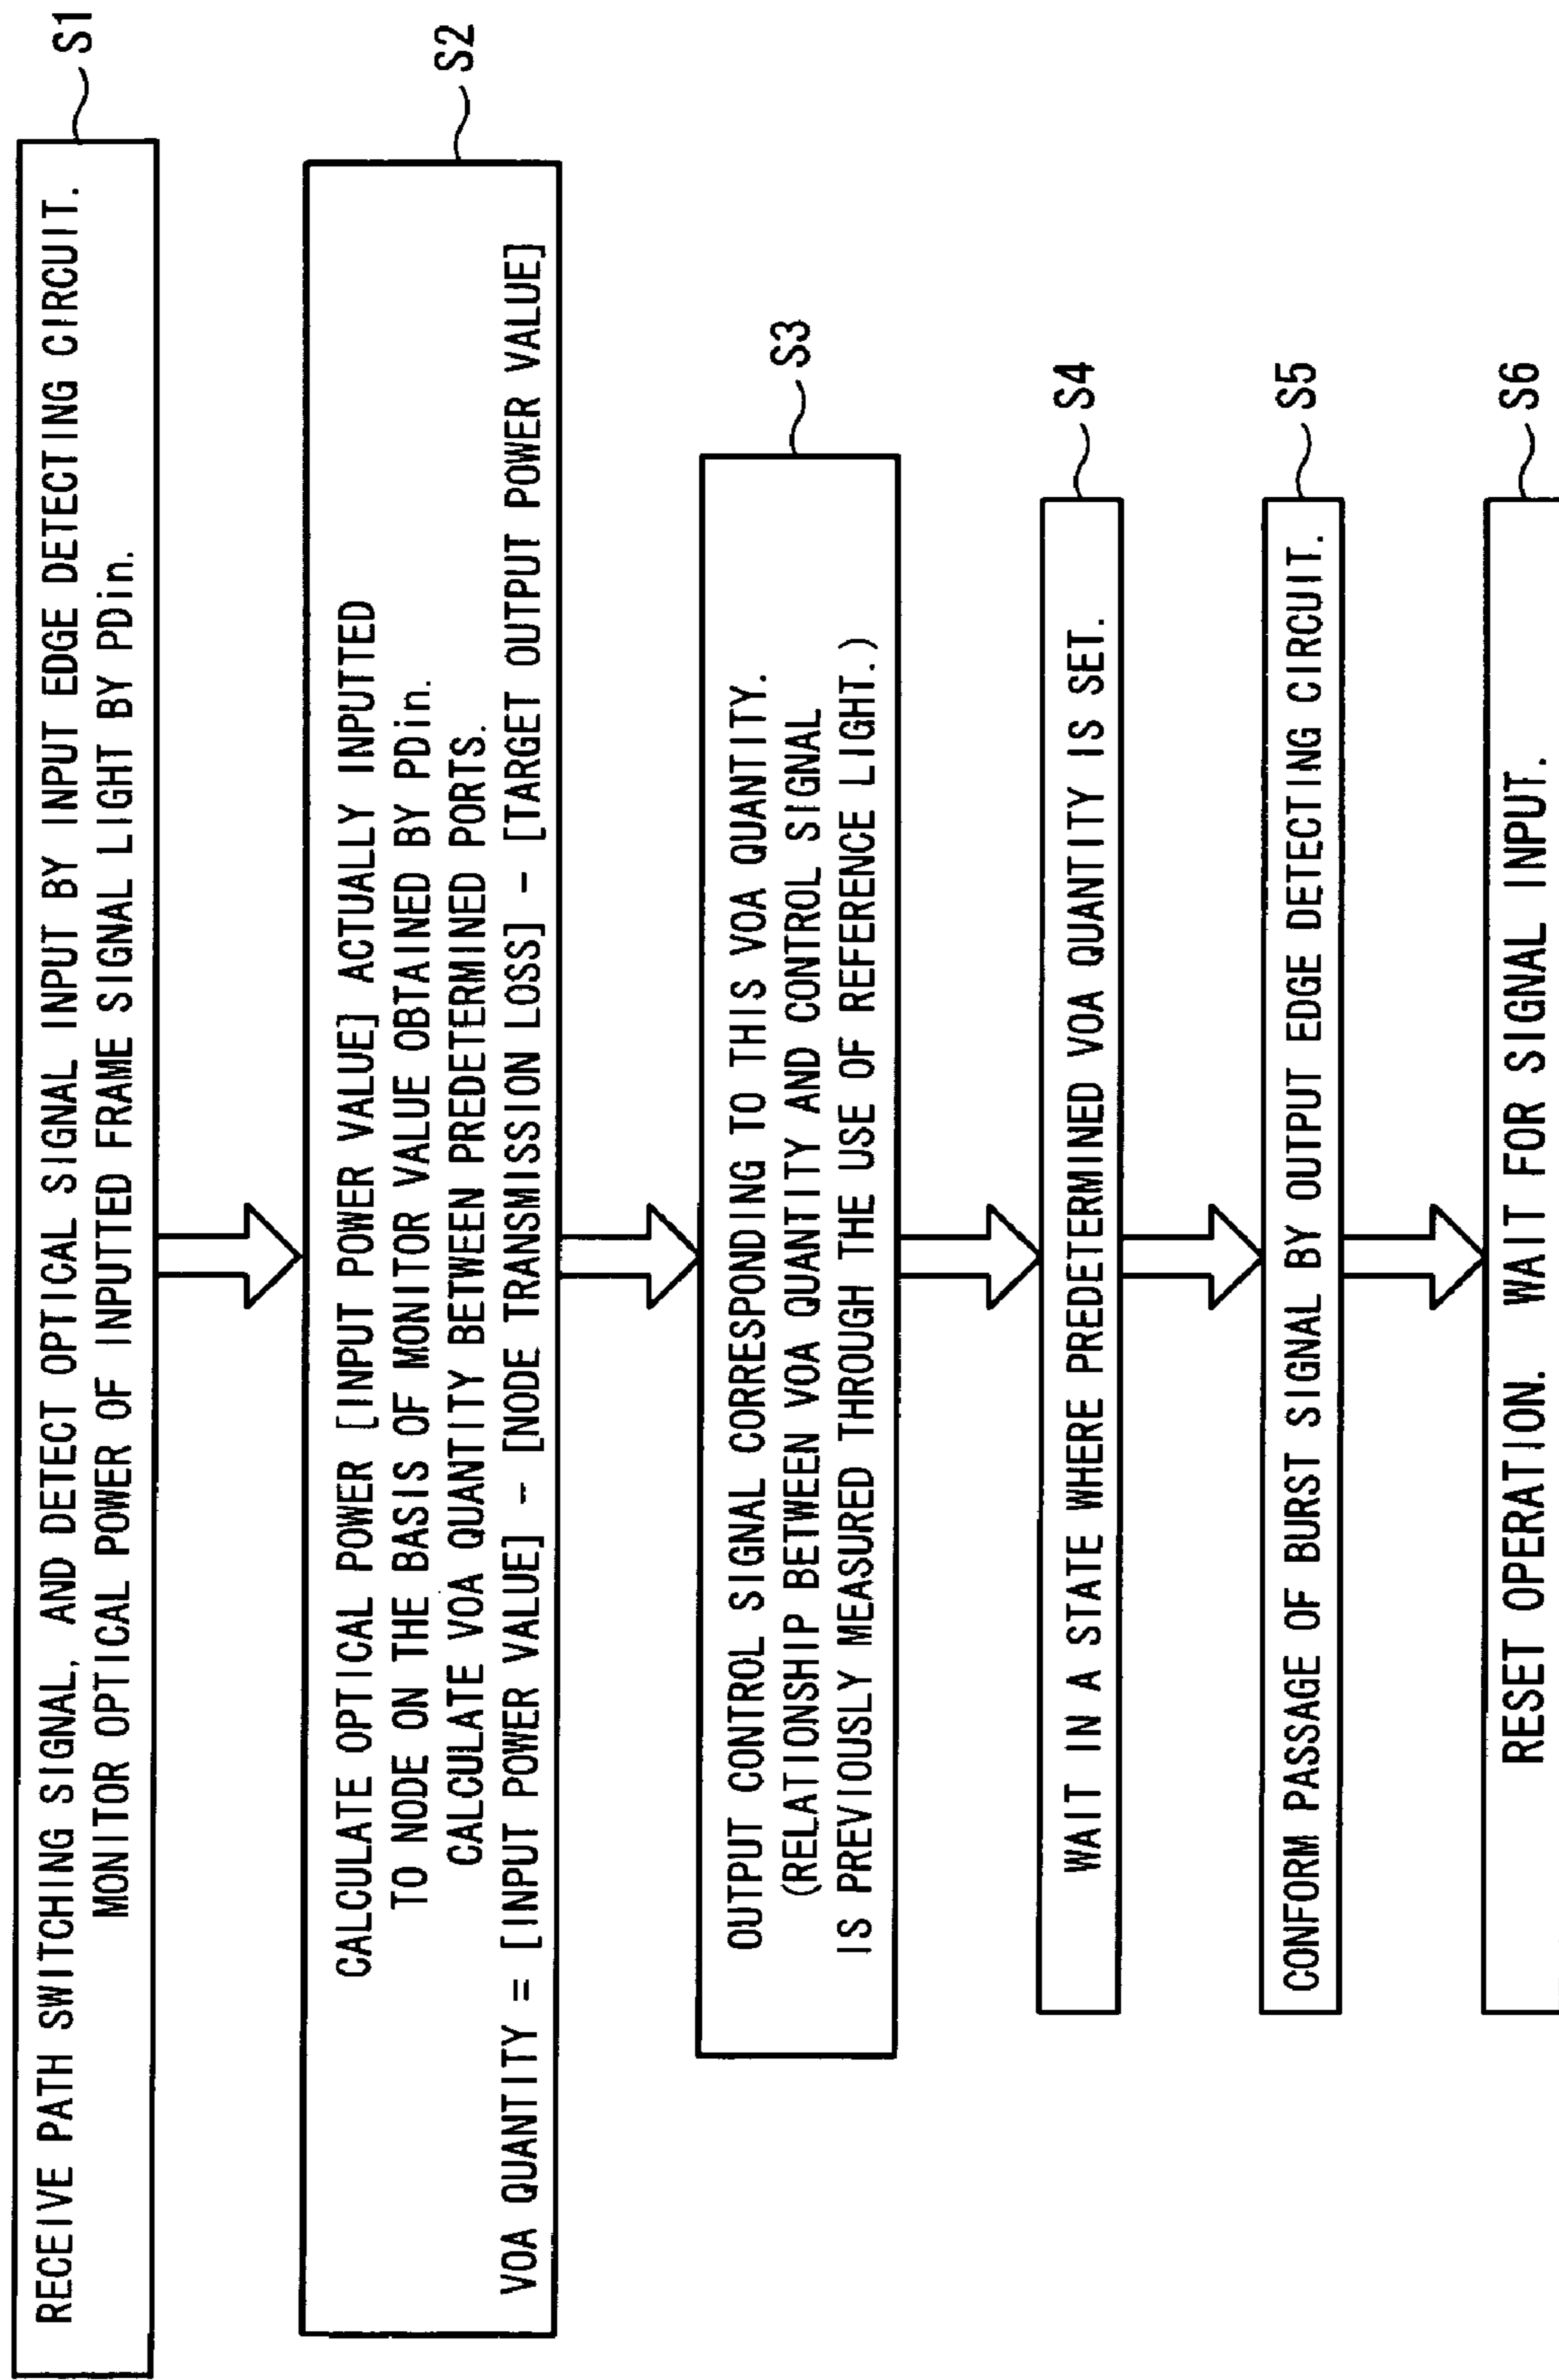 RECEIVE PATH SWITCHING SIGNAL, AND DETECT OPTICAL SIGNAL INPUT BY INPUT EDGE DETECTING CIRCUIT.
MONITOR OPTICAL POWER OF INPUTTED FRAME SIGNAL LIGHT BY PDin.
S1
CALCULATE OPTICAL POWER [INPUT POWER VALUE] ACTUALLY INPUTTED
TO NODE ON THE BASIS OF MONITOR VALUE OBTAINED BY PDin.
CALCULATE VOA QUANTITY BETWEEN PREDETERMINED PORTS.
VOA QUANTITY = [INPUT POWER VALUE] - [NODE TRANSMISSION LOSS] - [TARGET OUTPUT POWER VALUE]
S2
OUTPUT CONTROL SIGNAL CORRESPONDING TO THIS VOA QUANTITY.
(RELATIONSHIP BETWEEN VOA QUANTITY AND CONTROL SIGNAL
IS PREVIOUSLY MEASURED THROUGH THE USE OF REFERENCE LIGHT.)
S3
WAIT IN A STATE WHERE PREDETERMINED VOA QUANTITY IS SET.
S4
CONFORM PASSAGE OF BURST SIGNAL BY OUTPUT EDGE DETECTING CIRCUIT.
S5
RESET OPERATION. WAIT FOR SIGNAL INPUT.
S6